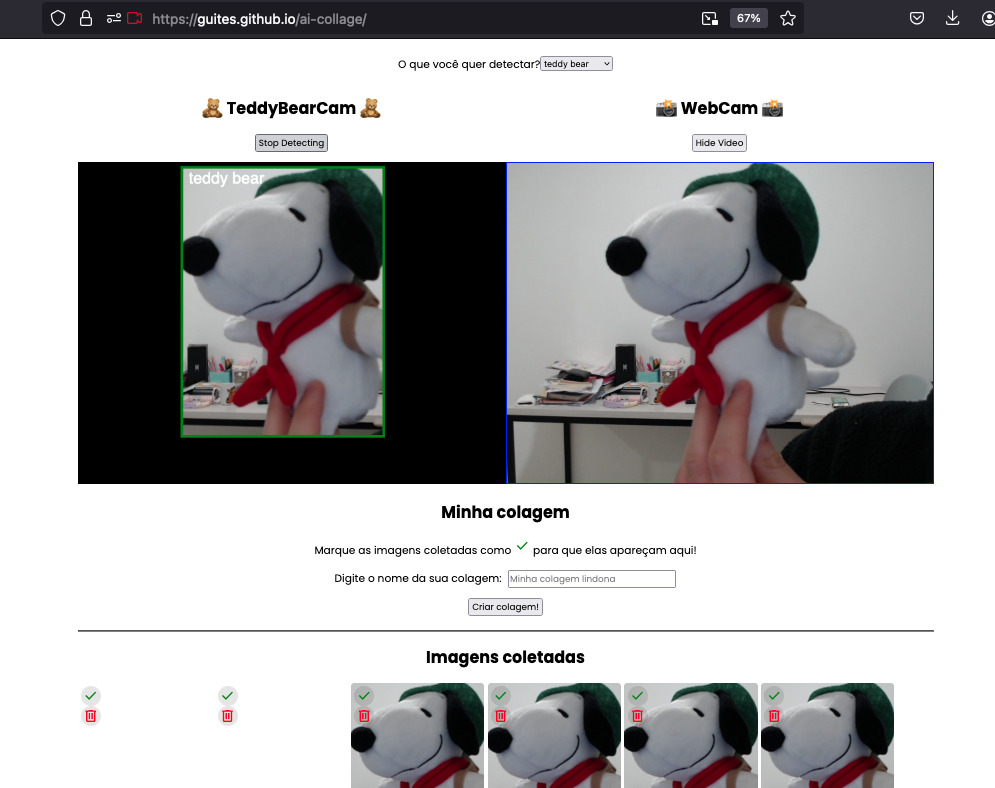 https://guites.github.io/ai-collage/
67%
O que você quer detectar? teddy bear
TeddyBearCam
WebCam
Stop Detecting
Hide Video
teddy bear
Minha colagem
Marque as imagens coletadas como para que elas apareçam aqui!
Digite o nome da sua colagem: Minha colagem lindona
Criar colagem!
Imagens coletadas